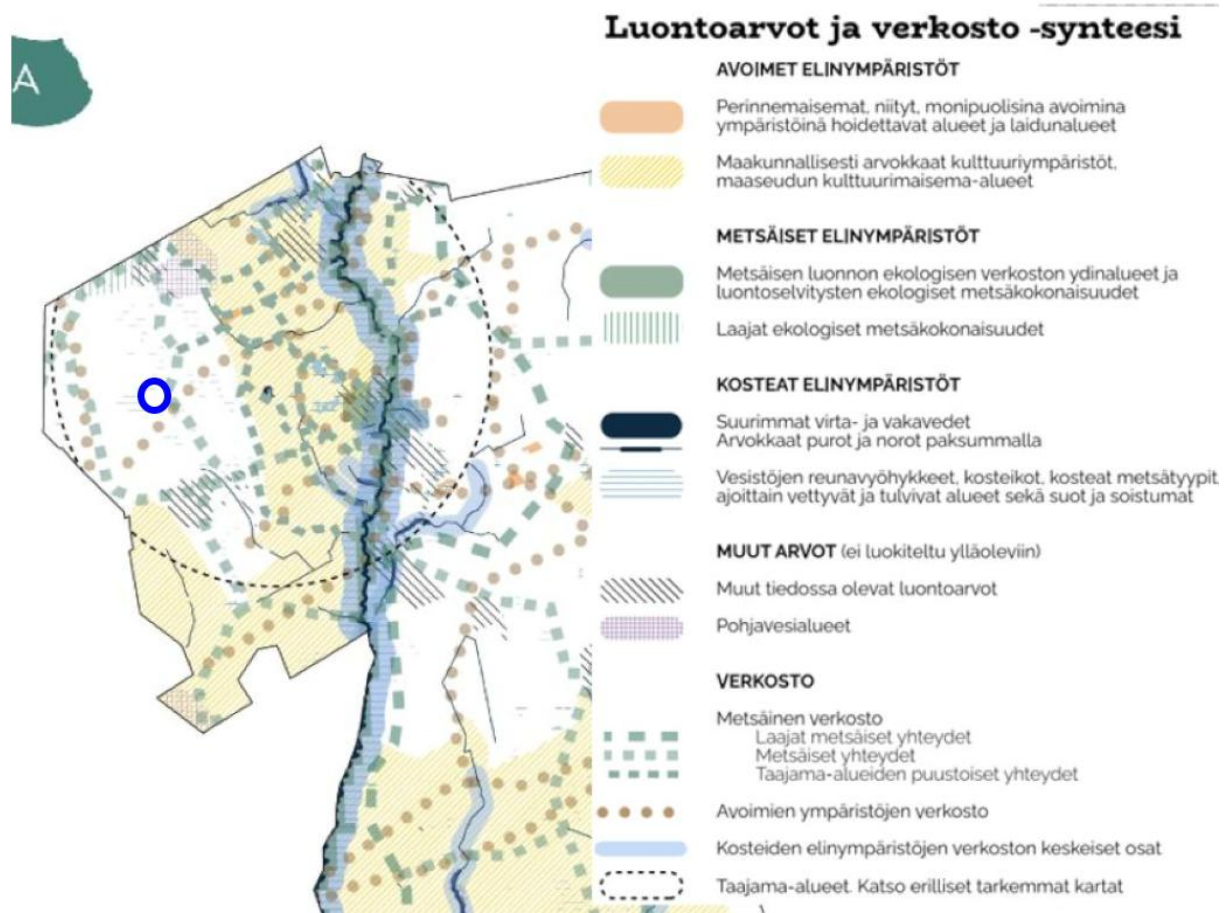 A
Luontoarvot ja verkosto -synteesi
AVOIMET ELINYMPÄRISTÖT
Perinnemaisemat, niityt, monipuolisina avoimina
ympäristöinä hoidettavat alueet ja laidunalueet
Maakunnallisesti arvokkaat kulttuuriympäristöt,
maaseudun kulttuurimaisema-alueet
METSÄISET ELINYMPÄRISTÖT
Metsäisen luonnon ekologisen verkoston ydinalueet ja
luontoselvitysten ekologiset metsäkokonaisuudet
Laajat ekologiset metsäkokonaisuudet
KOSTEAT ELINYMPÄRISTÖT
Suurimmat virta- ja vakavedet
Arvokkaat purot ja norot paksummalla
Vesistöjen reunavyöhykkeet, kosteikot, kosteat metsätyypit,
ajoittain vettyvät ja tulvivat alueet sekä suot ja soistumat
MUUT ARVOT (ei luokiteltu ylläoleviin)
Muut tiedossa olevat luontoarvot
Pohjavesialueet
VERKOSTO
Metsäinen verkosto
Laajat metsäiset yhteydet
Metsäiset yhteydet
Taajama-alueiden puustoiset yhteydet
Avoimien ympäristöjen verkosto
Kosteiden elinympäristöjen verkoston keskeiset osat
Taajama-alueet. Katso erilliset tarkemmat kartat